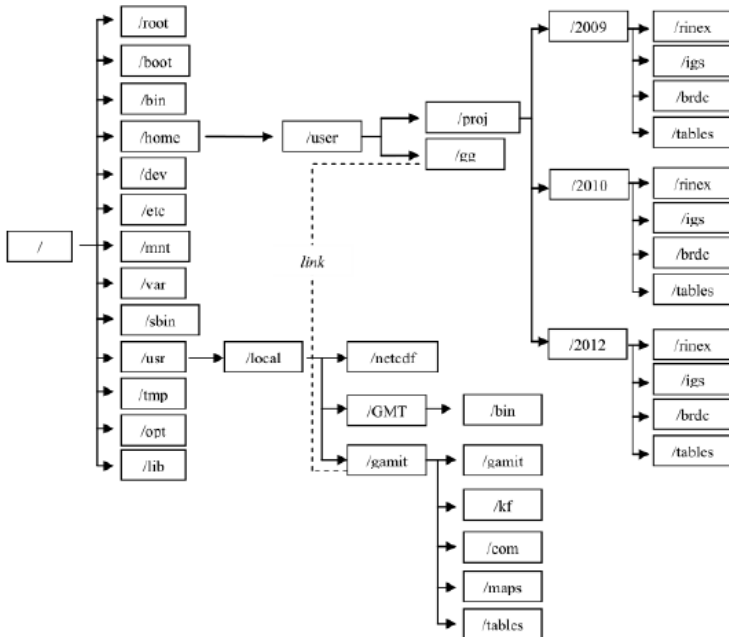 /
/root
/boot
/bin
/home
/dev
/etc
/mnt
/var
/sbin
/usr
/tmp
/opt
/lib
/user
/proj
/gg
link
/local
/netcdf
/GMT
/bin
/gamit
/gamit
/kf
/com
/maps
/tables
/2009
/rinex
/igs
/brdc
/tables
/2010
/rinex
/igs
/brdc
/tables
/2012
/rinex
/igs
/brdc
/tables